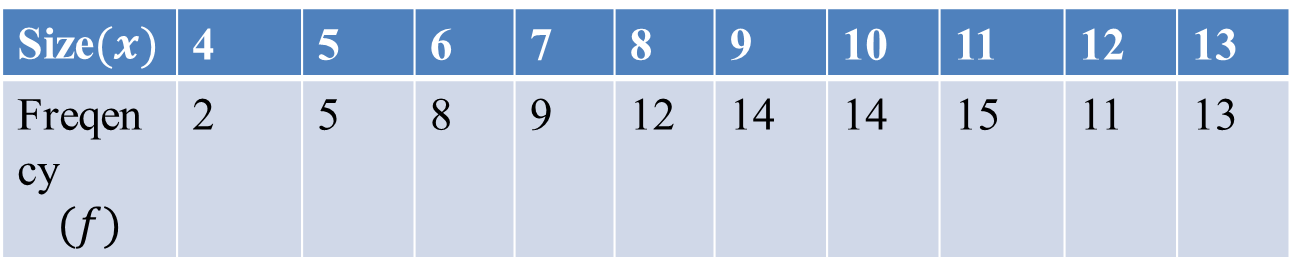 Size(x) 4 5 6 7 8 9 10 11 12 13
Freqen 2 5 8 9 12 14 14 15 11 13
cy
(f)